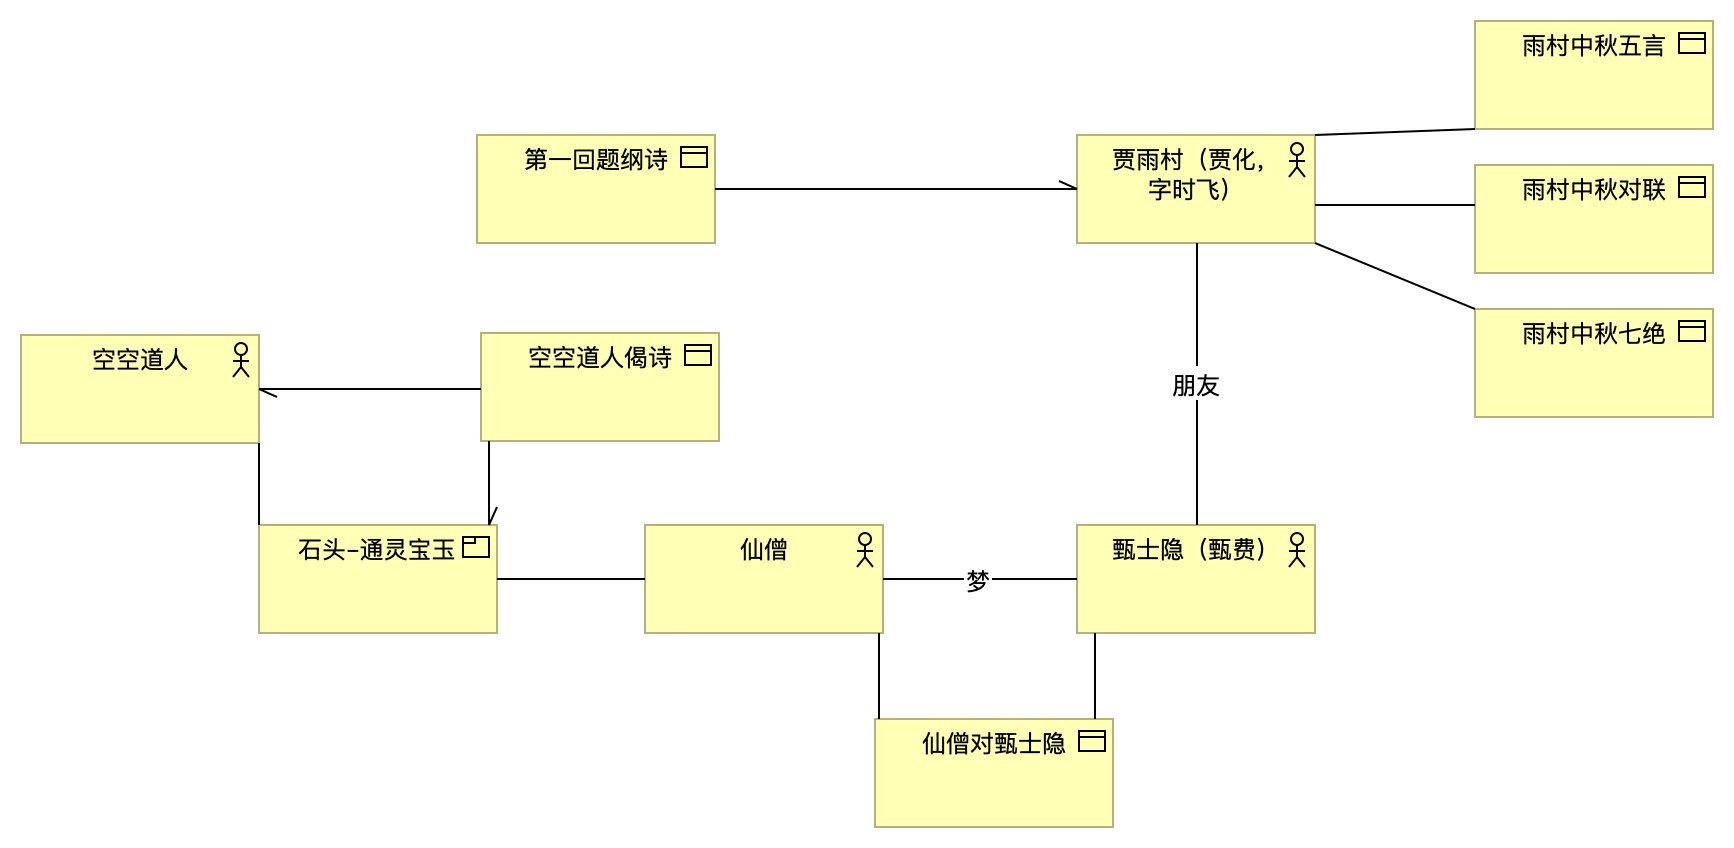 雨村中秋五言
第一回题纲诗
贾雨村（贾化，
字时飞）
雨村中秋对联
雨村中秋七绝
空空道人
空空道人偈诗
朋友
石头-通灵宝玉
仙僧
梦
甄士隐（甄费）
仙僧对甄士隐